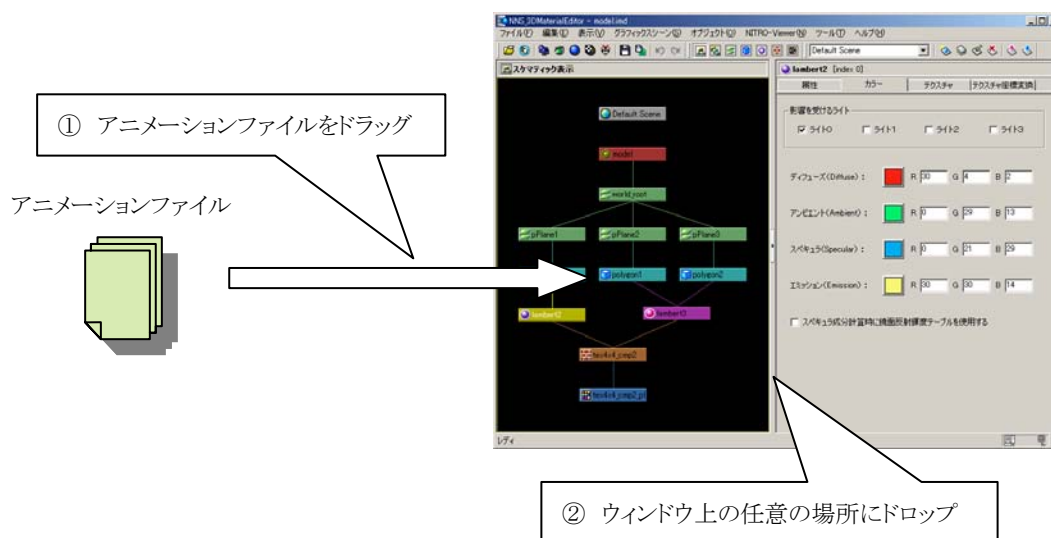 NNS_3DMaterialEditor - model.imd
ファイル(F) 編集(E) 表示(V) グラフィックスシーン(G) オブジェクト(O) NITRO-Viewer(N) ツール(T) ヘルプ(H)
Default Scene
スケマティック表示
lambert2 [index 0]
属性 カラー テクスチャ テクスチャ座標変換
① アニメーションファイルをドラッグ
アニメーションファイル
Default Scene
model
world_root
pPlane1 pPlane2 pPlane3
polygon1 polygon2
lambert2 lambert3
tex4x4_cmp2
tex4x4_cmp2_pl
影響を受けるライト
ライト0 ライト1 ライト2 ライト3
ディフューズ(Diffuse) : R 30 G 4 B 2
アンビエント(Ambient) : R 0 G 29 B 13
スペキュラ(Specular) : R 0 G 21 B 29
エミッション(Emission) : R 30 G 30 B 14
スペキュラ成分計算時に鏡面反射輝度テーブルを使用する
レディ
② ウィンドウ上の任意の場所にドロップ